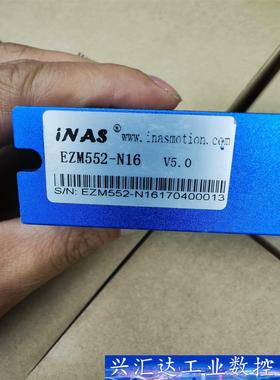 iNAS® www.inasmotion.com
EZM552-N16 V5.0
S/N: EZM552-N16170400013
兴汇达工业数控